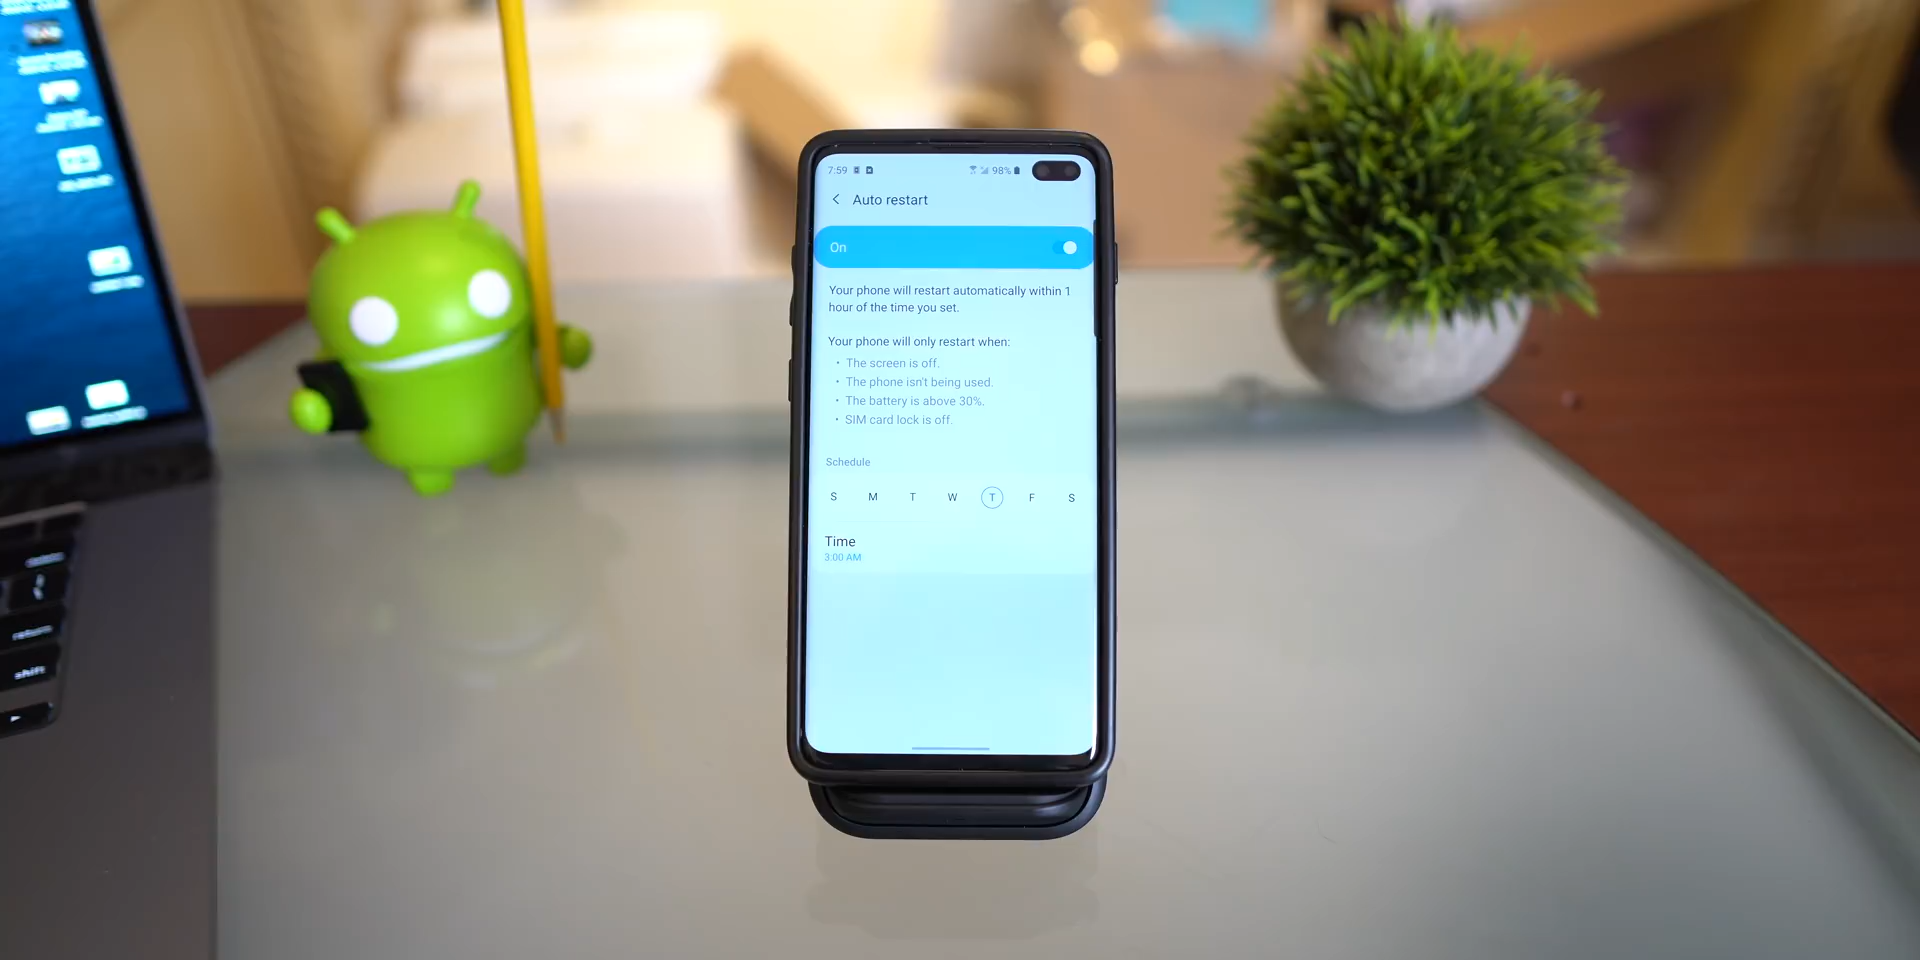 7:59 98%
Auto restart
On
Your phone will restart automatically within 1
hour of the time you set.
Your phone will only restart when:
• The screen is off.
• The phone isn't being used.
• The battery is above 30%.
• SIM card lock is off.
Schedule
S M T W T F S
Time
3:00 AM
return
shift